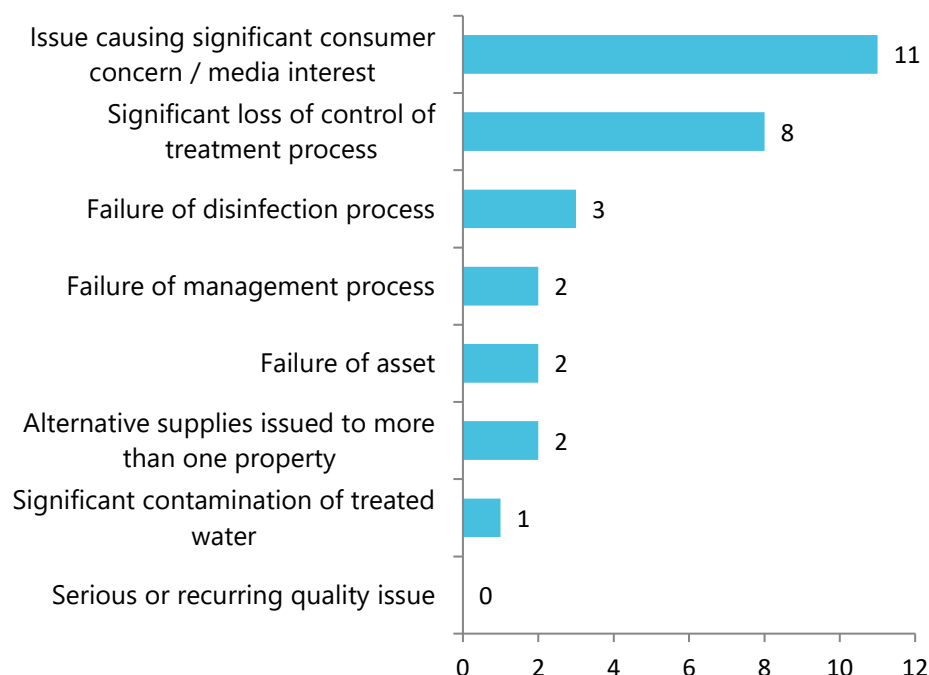 Issue causing significant consumer
concern / media interest
11
Significant loss of control of
treatment process
8
Failure of disinfection process
3
Failure of management process
2
Failure of asset
2
Alternative supplies issued to more
than one property
2
Significant contamination of treated
water
1
Serious or recurring quality issue
0
0 2 4 6 8 10 12